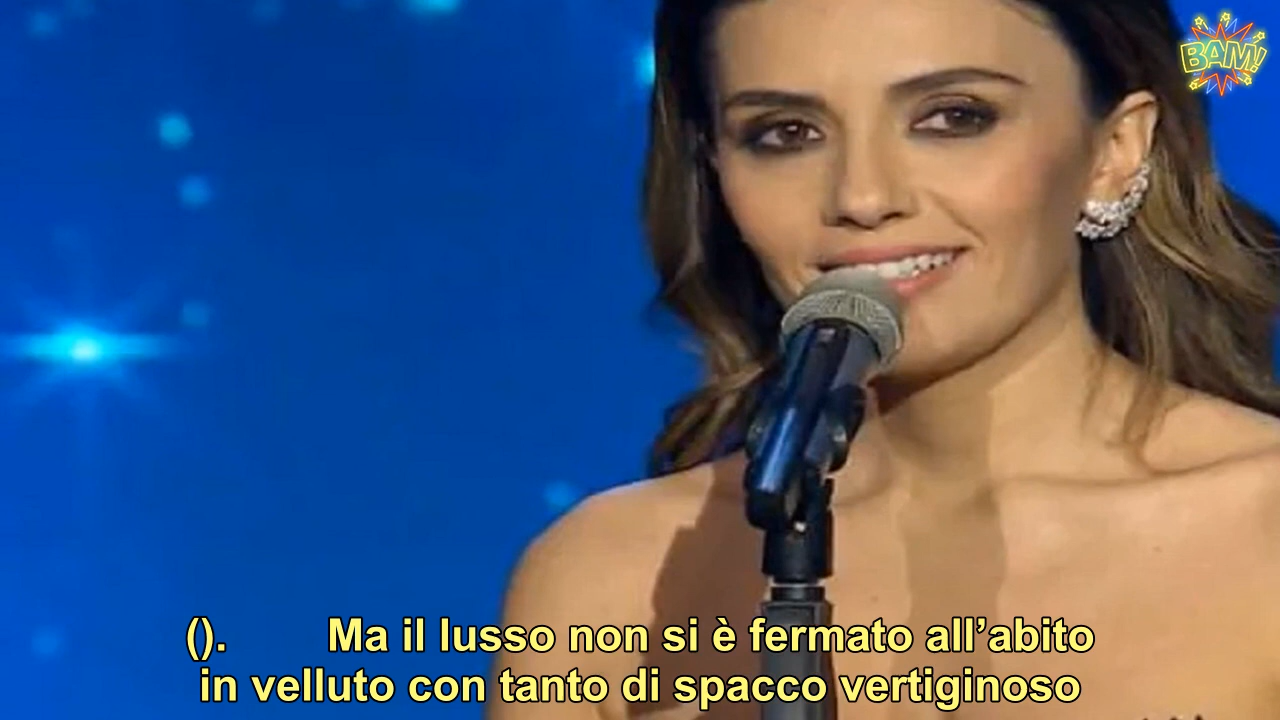 BAM!
(). Ma il lusso non si è fermato all’abito
in velluto con tanto di spacco vertiginoso